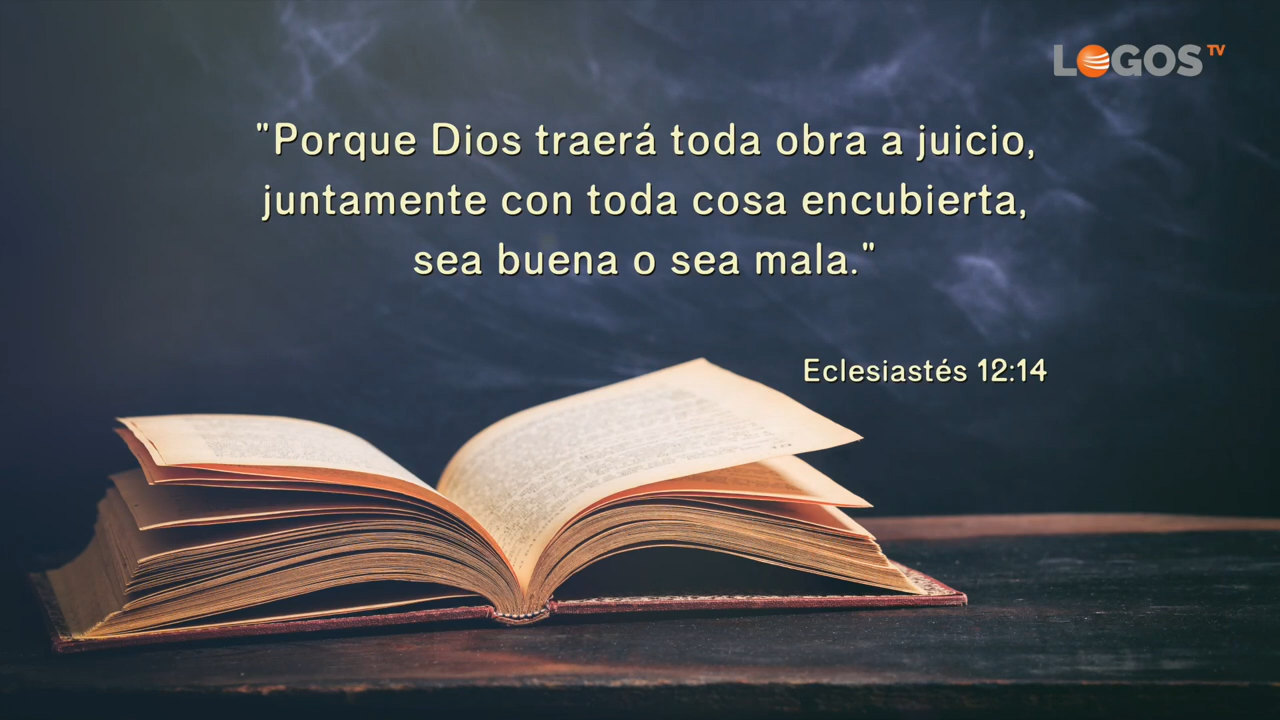 LOGOS TV
"Porque Dios traerá toda obra a juicio,
juntamente con toda cosa encubierta,
sea buena o sea mala."
Eclesiastés 12:14